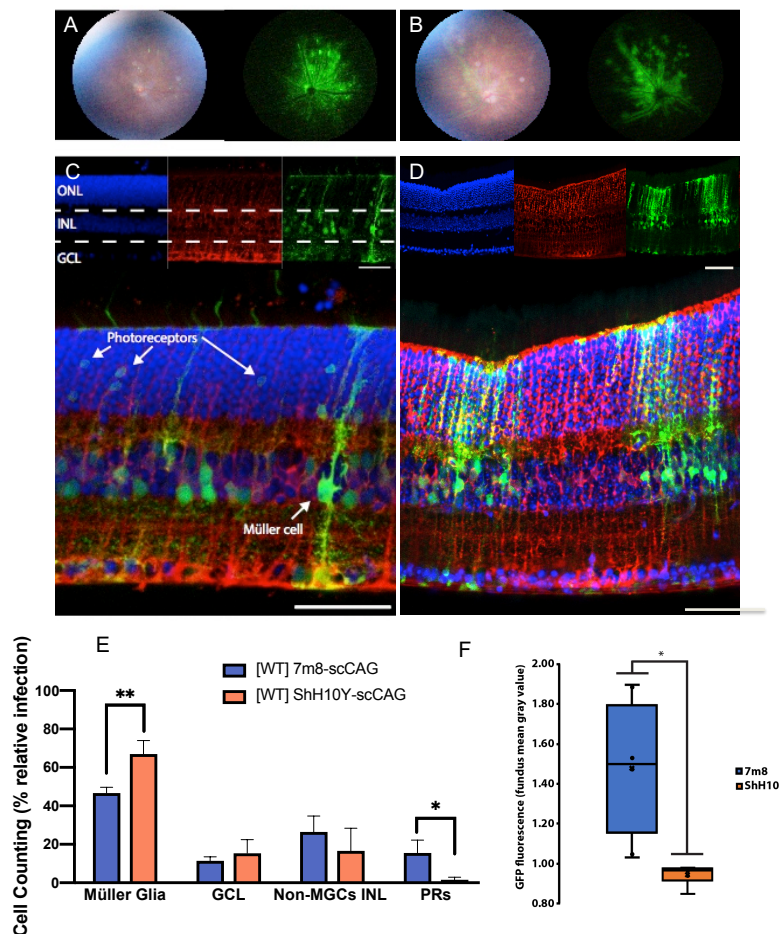 A
B
C
ONL
INL
GCL
D
Photoreceptors
Müller cell
E
[WT] 7m8-scCAG
[WT] ShH10Y-scCAG
Cell Counting (% relative infection)
100
80
60
40
20
0
**
*
Müller Glia
GCL
Non-MGCs INL
PRs
F
GFP fluorescence (fundus mean gray value)
2.00
1.80
1.60
1.40
1.20
1.00
0.80
*
7m8
ShH10